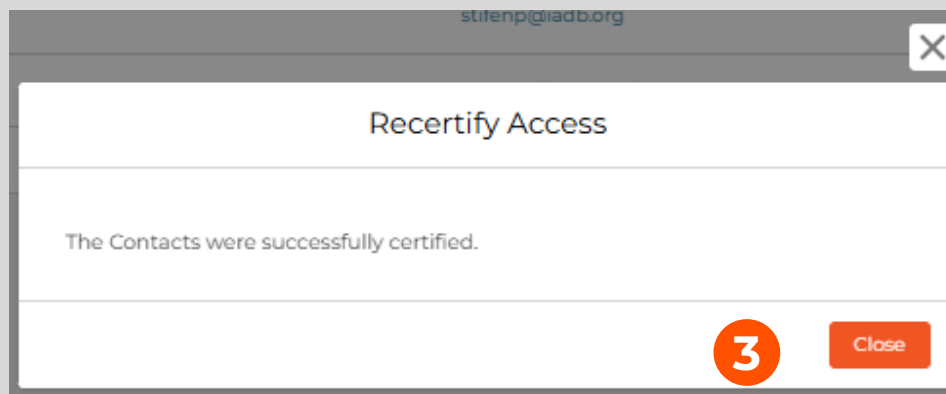 stifenp@iadb.org
Recertify Access
The Contacts were successfully certified.
3
Close